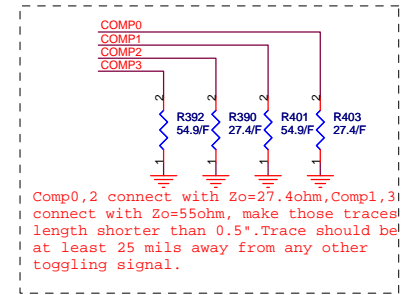 COMP0
COMP1
COMP2
COMP3
2 2 2 2
R392 R390 R401 R403
54.9/F 27.4/F 54.9/F 27.4/F
1 1 1 1
Comp0,2 connect with Zo=27.4ohm,Comp1,3
connect with Zo=55ohm, make those traces
length shorter than 0.5".Trace should be
at least 25 mils away from any other
toggling signal.